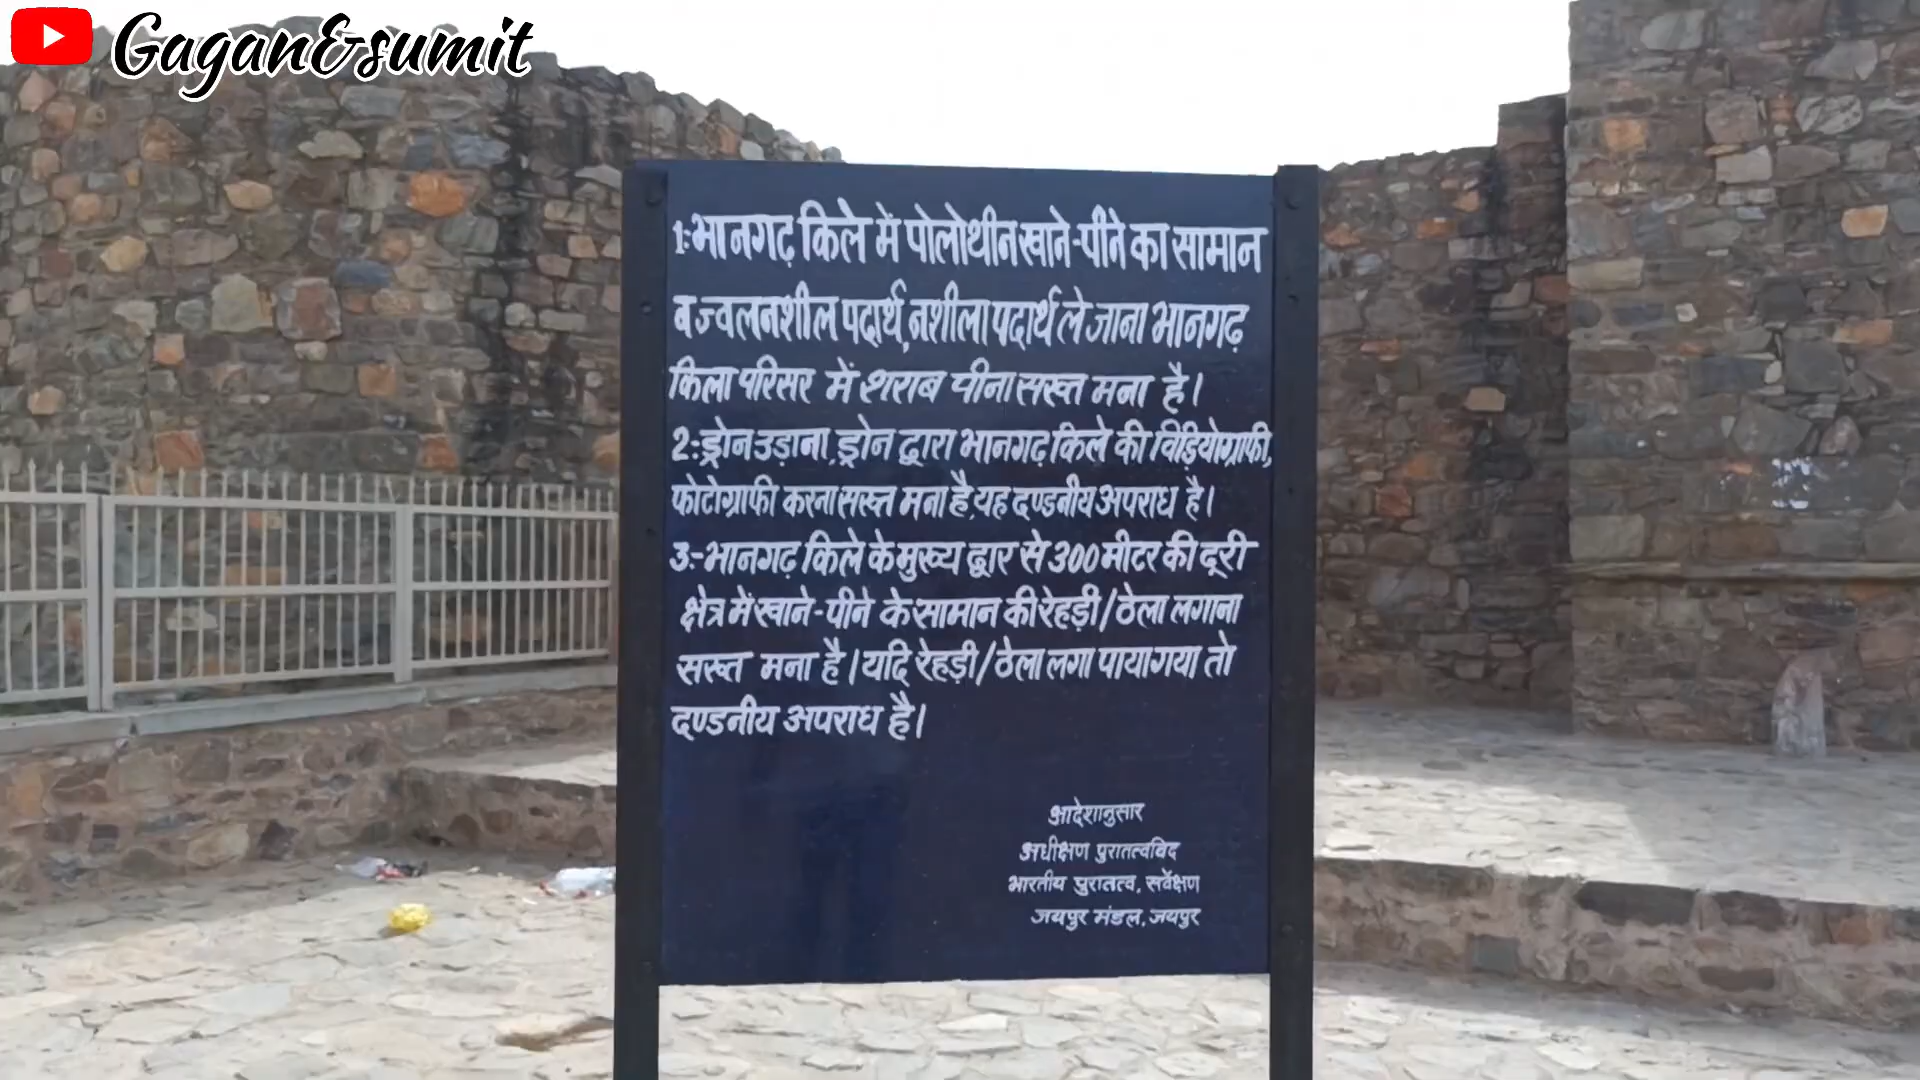 Gagan&sumit
1:-भानगढ़ किले में पोलोथीन खाने-पीने का सामान
व ज्वलनशील पदार्थ, नशीला पदार्थ ले जाना भानगढ़
किला परिसर में शराब पीना सख्त मना है।
2:-ड्रोन उड़ाना, ड्रोन द्वारा भानगढ़ किले की विडि़योग्राफी,
फोटोग्राफी करना सख्त मना है, यह दण्डनीय अपराध है।
3:-भानगढ़ किले के मुख्य द्वार से 300 मीटर की दूरी
क्षेत्र में खाने-पीने के सामान की रेहड़ी/ठेला लगाना
सख्त मना है। यदि रेहड़ी/ठेला लगा पाया गया तो
दण्डनीय अपराध है।
आदेशानुसार
अधीक्षण पुरातत्वविद
भारतीय पुरातत्व, सर्वेक्षण
जयपुर मंडल, जयपुर